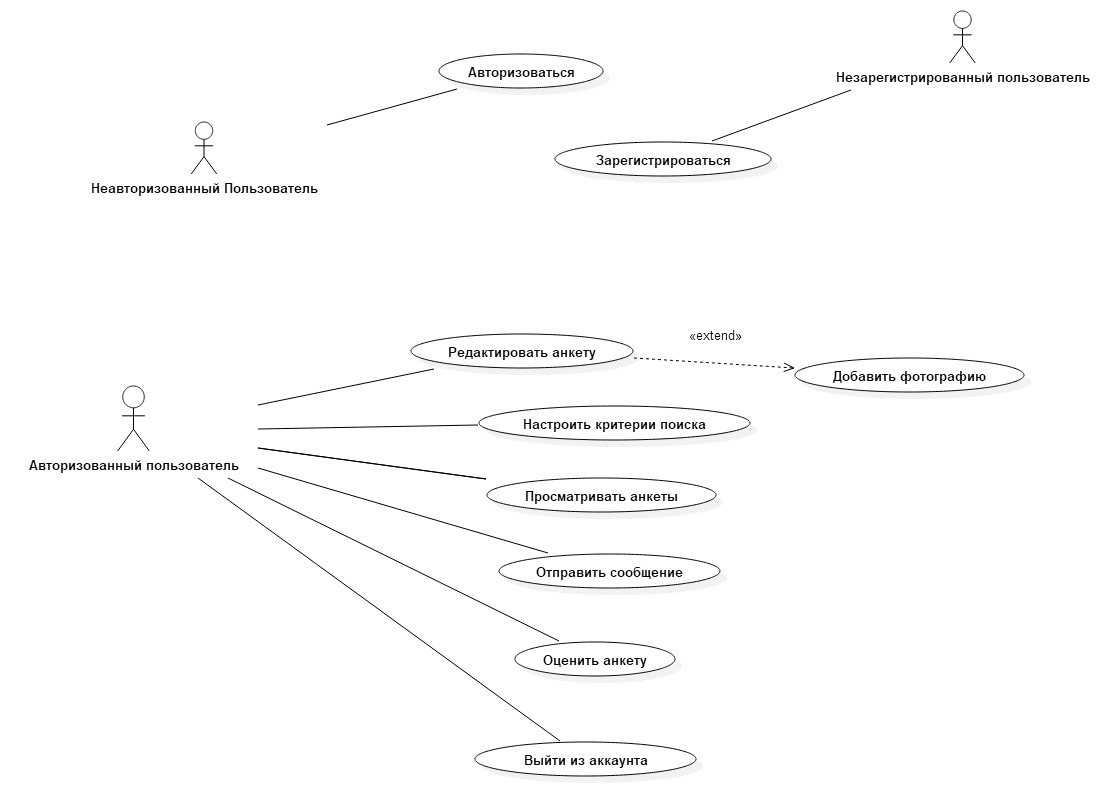 Авторизоваться
Незарегистрированный пользователь
Зарегистрироваться
Неавторизованный Пользователь
«extend»
Редактировать анкету
Добавить фотографию
Настроить критерии поиска
Авторизованный пользователь
Просматривать анкеты
Отправить сообщение
Оценить анкету
Выйти из аккаунта